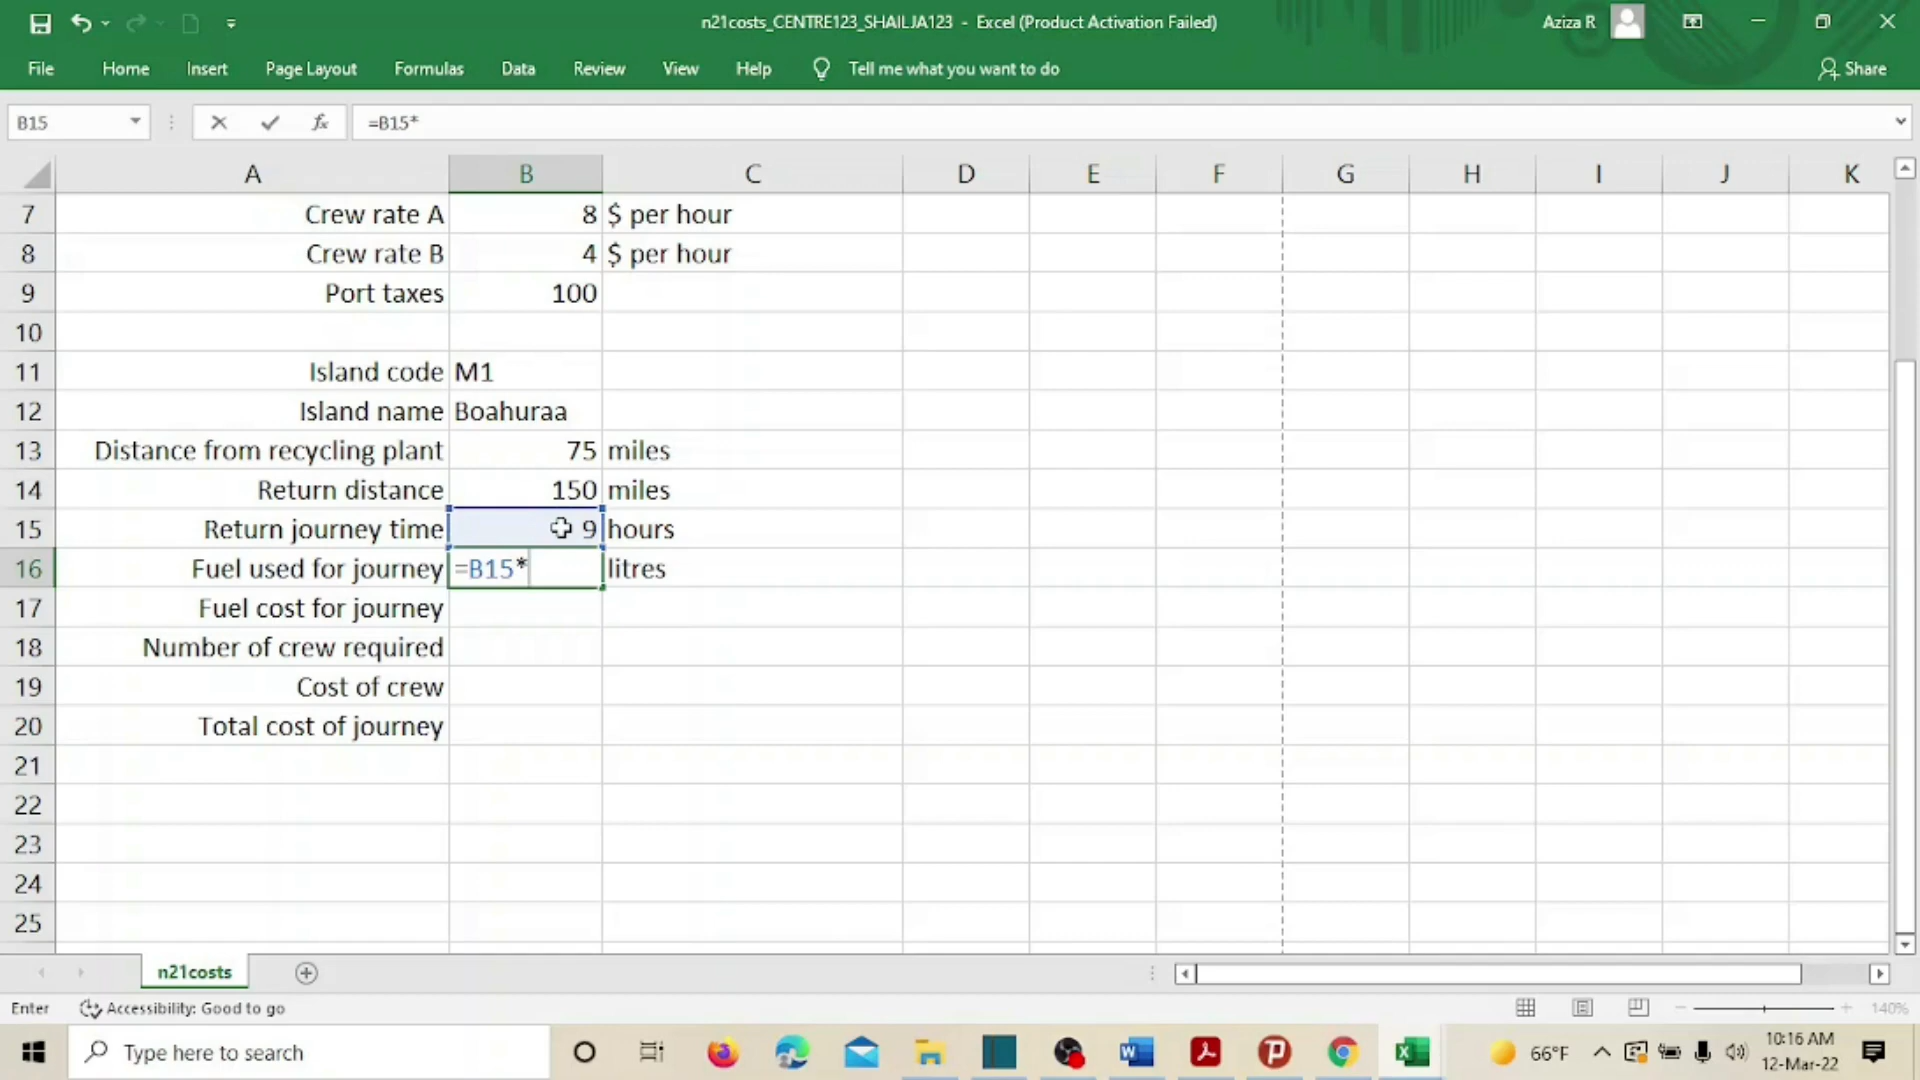 n21costs_CENTRE123_SHAILJA123 - Excel (Product Activation Failed)
Aziza R
File Home Insert Page Layout Formulas Data Review View Help Tell me what you want to do Share
B15 fx =B15*
A B C D E F G H I J K
7 Crew rate A 8 $ per hour
8 Crew rate B 4 $ per hour
9 Port taxes 100
10
11 Island code M1
12 Island name Boahuraa
13 Distance from recycling plant 75 miles
14 Return distance 150 miles
15 Return journey time 9 hours
16 Fuel used for journey =B15* litres
17 Fuel cost for journey
18 Number of crew required
19 Cost of crew
20 Total cost of journey
21
22
23
24
25
n21costs
Enter Accessibility: Good to go 140%
Type here to search
66°F
10:16 AM
12-Mar-22